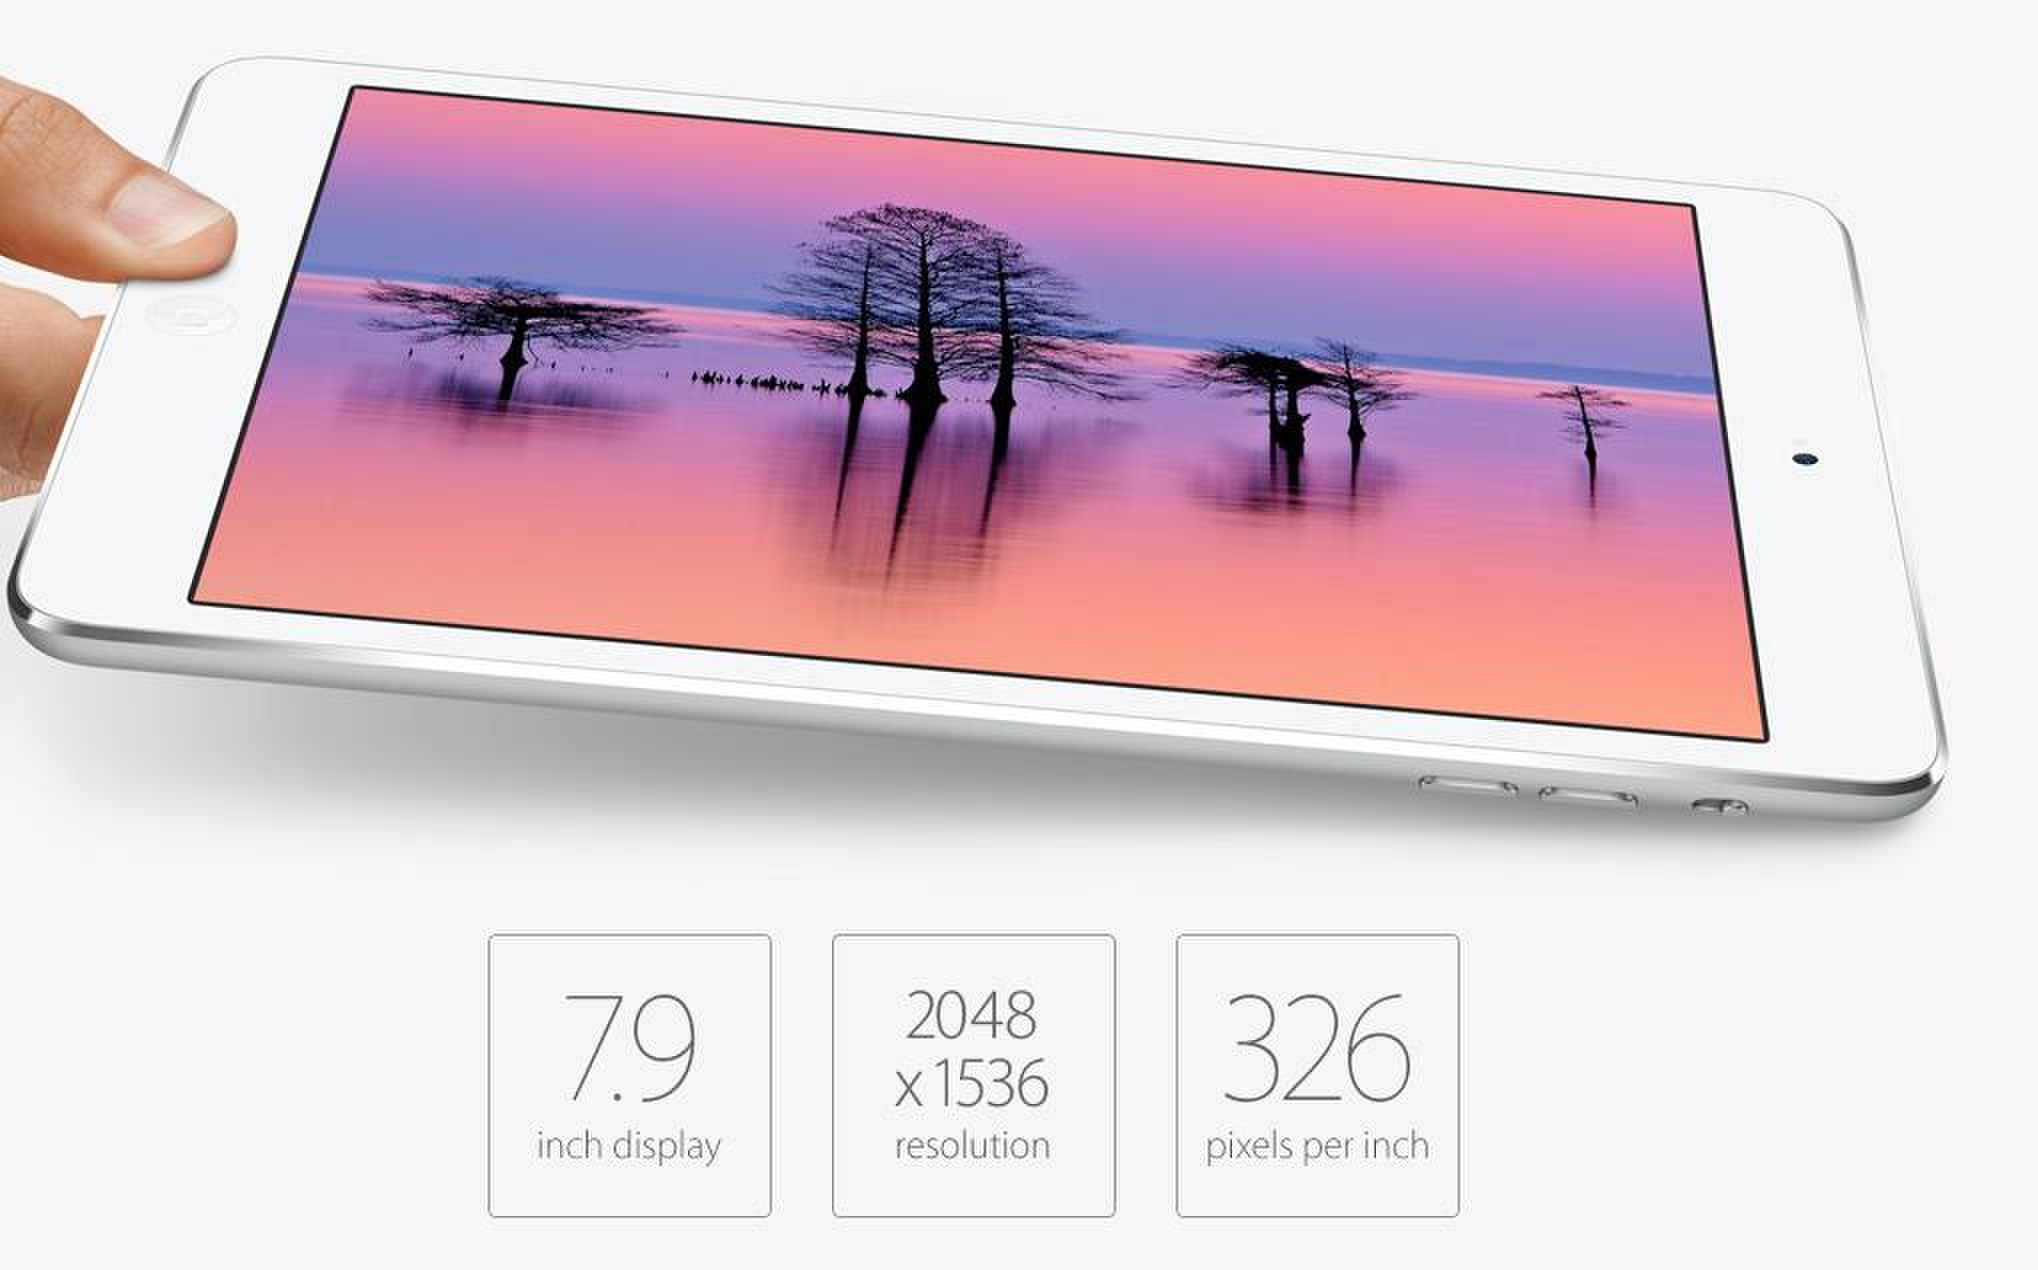 7.9
inch display
2048
x 1536
resolution
326
pixels per inch